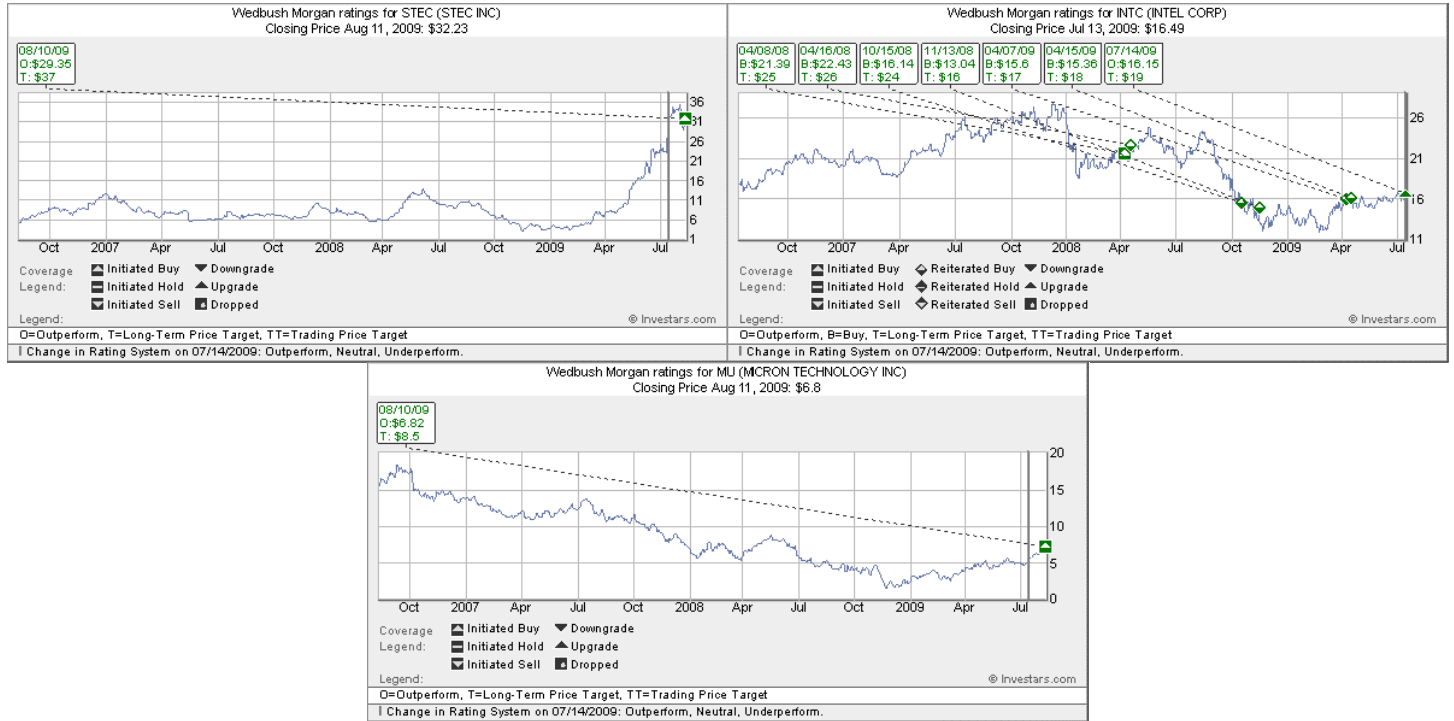 Wedbush Morgan ratings for STEC (STEC INC)
Closing Price Aug 11, 2009: $32.23
08/10/09
O:$29.35
T: $37
36
31
26
21
16
11
6
1
Oct 2007 Apr Jul Oct 2008 Apr Jul Oct 2009 Apr Jul
Coverage Legend:
Initiated Buy Downgrade
Initiated Hold Upgrade
Initiated Sell Dropped
Legend: © Investars.com
O=Outperform, T=Long-Term Price Target, TT=Trading Price Target
| Change in Rating System on 07/14/2009: Outperform, Neutral, Underperform.
Wedbush Morgan ratings for INTC (INTEL CORP)
Closing Price Jul 13, 2009: $16.49
04/08/08 04/16/08 10/15/08 11/13/08 04/07/09 04/15/09 07/14/09
B:$21.39 B:$22.43 B:$16.14 B:$13.04 B:$15.6 B:$15.36 O:$16.15
T: $25 T: $26 T: $24 T: $16 T: $17 T: $18 T: $19
26
21
16
11
Oct 2007 Apr Jul Oct 2008 Apr Jul Oct 2009 Apr Jul
Coverage Legend:
Initiated Buy Reiterated Buy Downgrade
Initiated Hold Reiterated Hold Upgrade
Initiated Sell Reiterated Sell Dropped
Legend: © Investars.com
O=Outperform, B=Buy, T=Long-Term Price Target, TT=Trading Price Target
| Change in Rating System on 07/14/2009: Outperform, Neutral, Underperform.
Wedbush Morgan ratings for MU (MICRON TECHNOLOGY INC)
Closing Price Aug 11, 2009: $6.8
08/10/09
O:$6.82
T: $8.5
20
15
10
5
0
Oct 2007 Apr Jul Oct 2008 Apr Jul Oct 2009 Apr Jul
Coverage Legend:
Initiated Buy Downgrade
Initiated Hold Upgrade
Initiated Sell Dropped
Legend: © Investars.com
O=Outperform, T=Long-Term Price Target, TT=Trading Price Target
| Change in Rating System on 07/14/2009: Outperform, Neutral, Underperform.